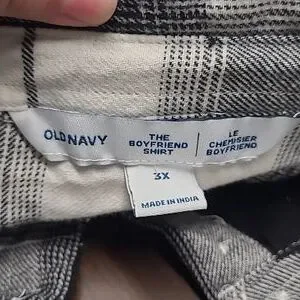 OLD NAVY
THE
BOYFRIEND
SHIRT
LE
CHEMISIER
BOYFRIEND
3X
MADE IN INDIA